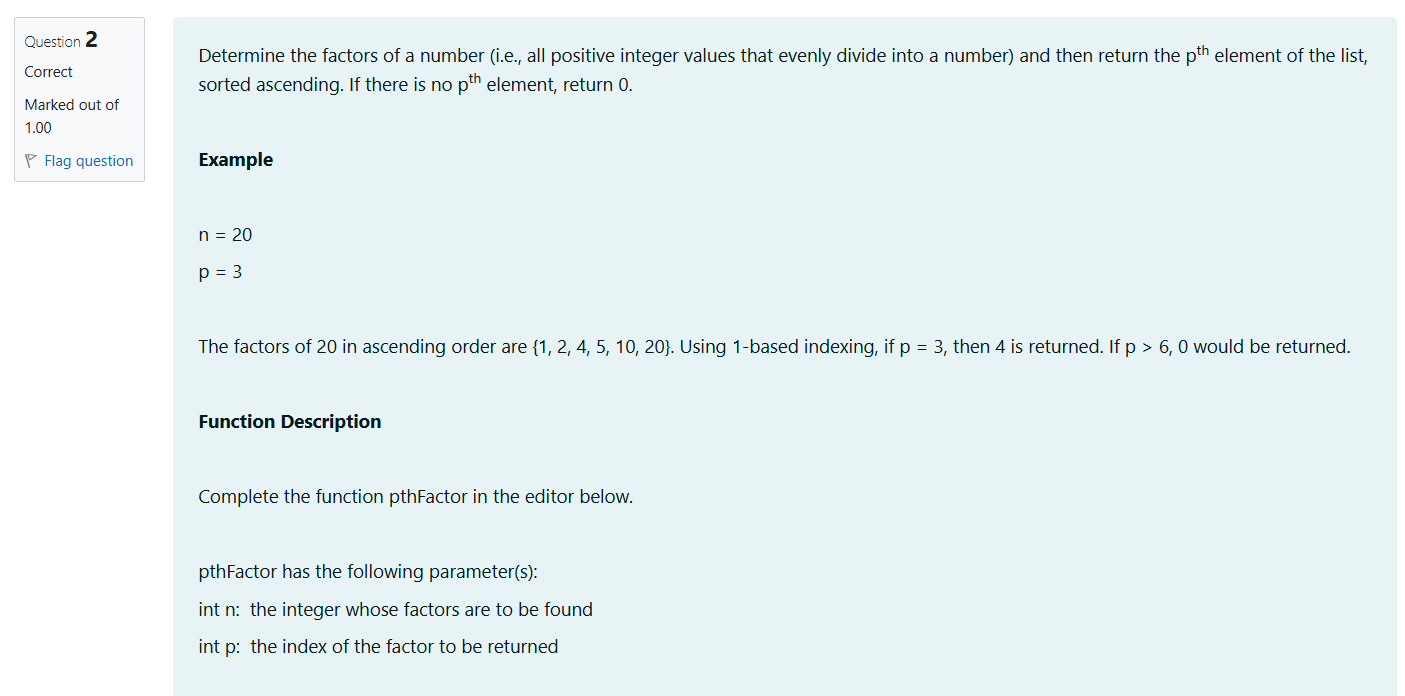 Question 2
Correct
Marked out of
1.00
Flag question
Determine the factors of a number (i.e., all positive integer values that evenly divide into a number) and then return the pth element of the list,
sorted ascending. If there is no pth element, return 0.
Example
n = 20
p = 3
The factors of 20 in ascending order are {1, 2, 4, 5, 10, 20}. Using 1-based indexing, if p = 3, then 4 is returned. If p > 6, 0 would be returned.
Function Description
Complete the function pthFactor in the editor below.
pthFactor has the following parameter(s):
int n:  the integer whose factors are to be found
int p:  the index of the factor to be returned